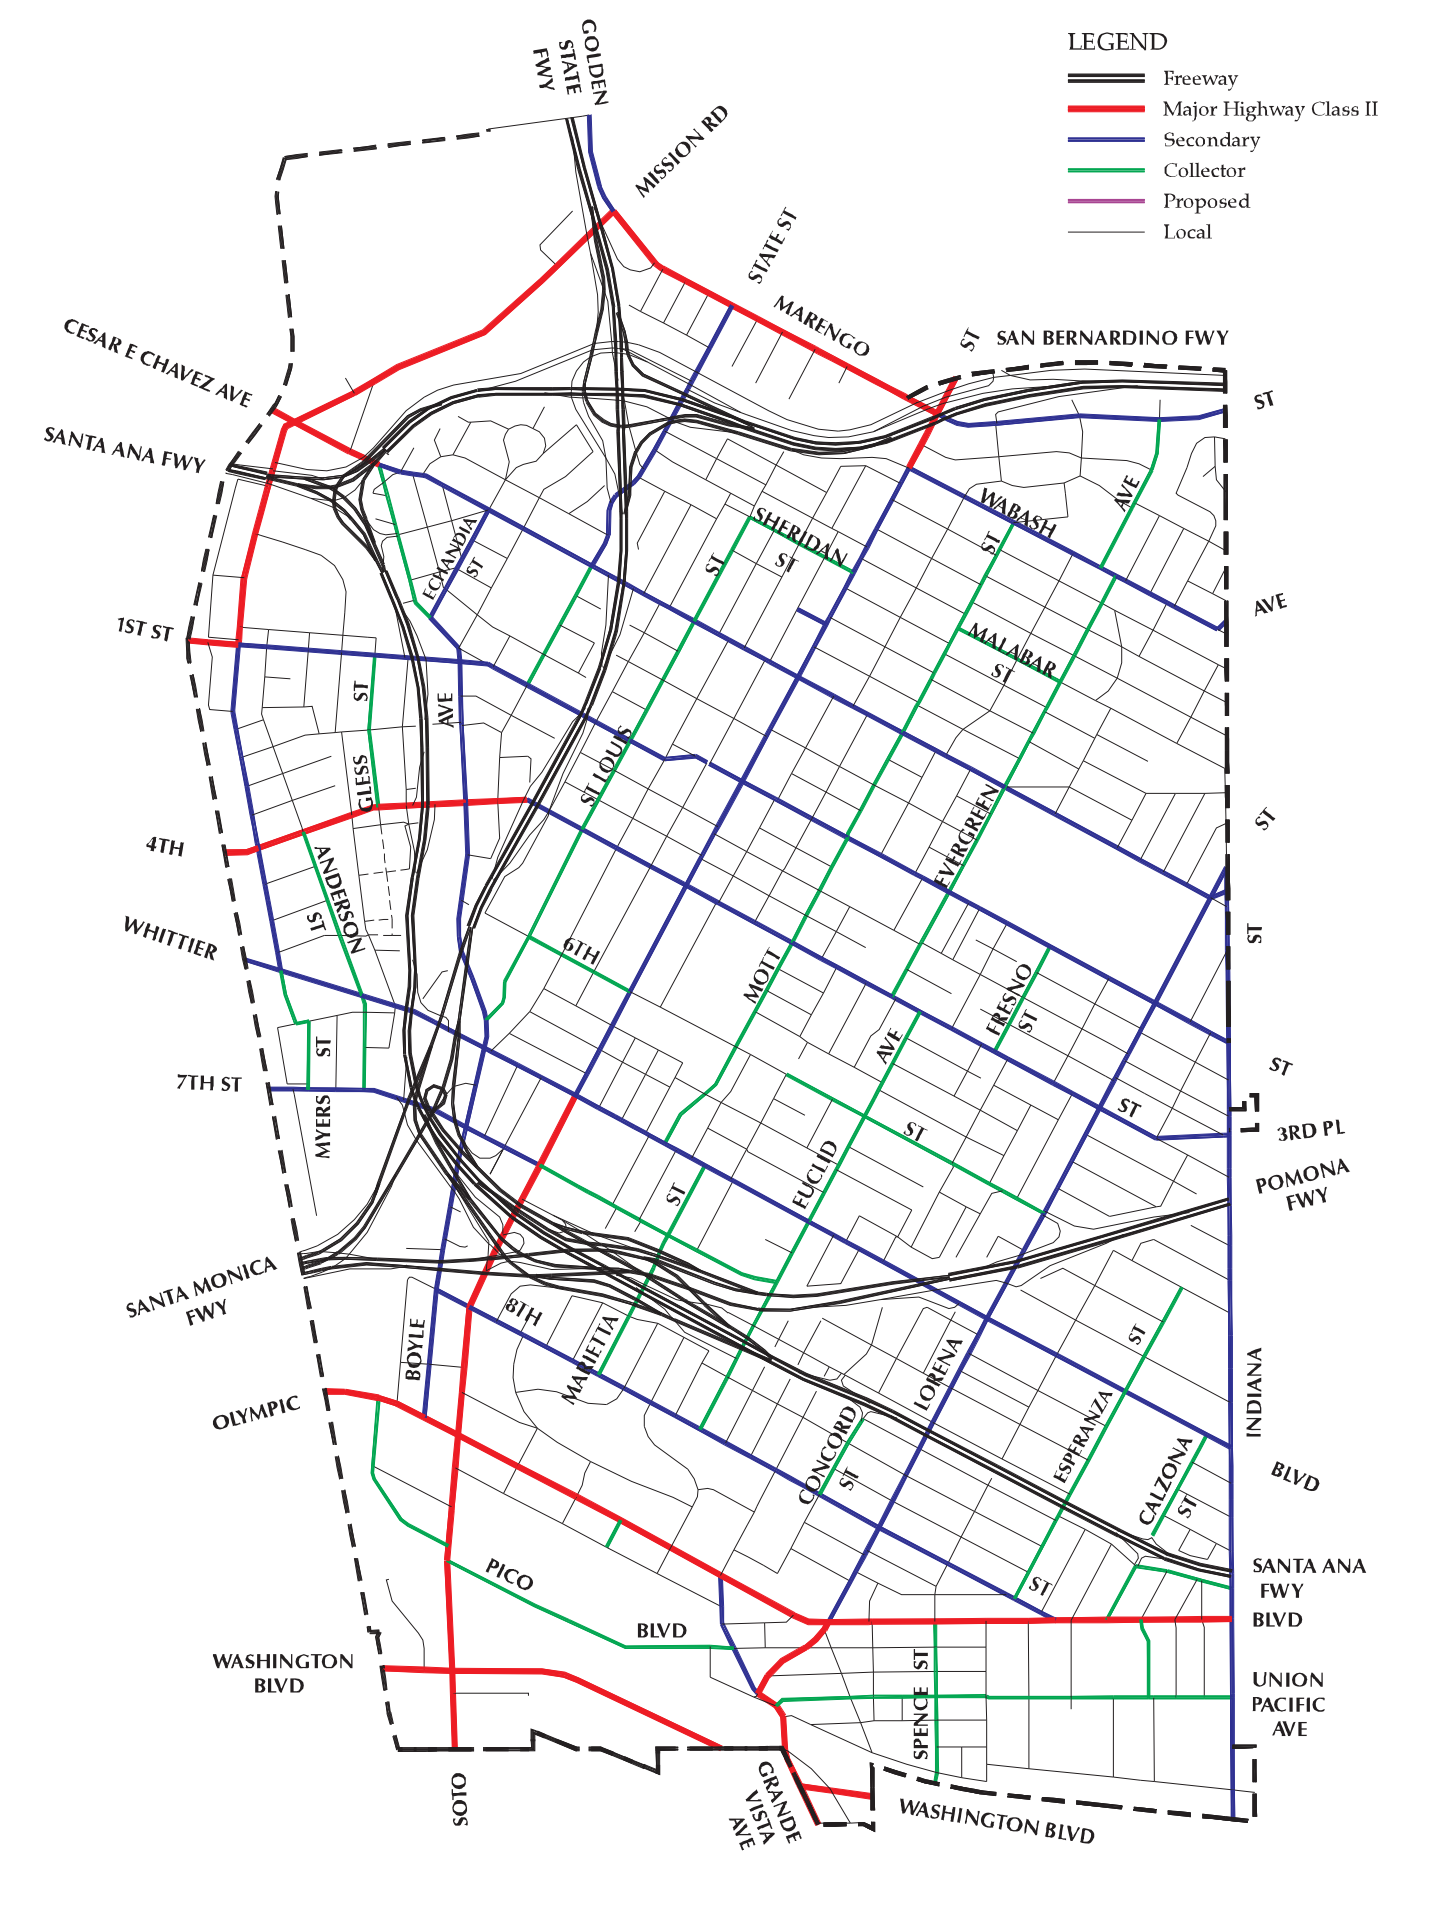 LEGEND
Freeway
Major Highway Class II
Secondary
Collector
Proposed
Local
GOLDEN
STATE
FWY
MISSION RD
STATE ST
MARENGO
ST
SAN BERNARDINO FWY
CESAR E CHAVEZ AVE
SANTA ANA FWY
ST
WABASH
AVE
AVE
SHERIDAN
ST
ST
ST
ECHANDIA
ST
1ST ST
MALABAR
ST
ST
AVE
GLESS
ST LOUIS
EVERGREEN
ST
4TH
ANDERSON
ST
WHITTIER
6TH
MOTT
FRESNO
ST
ST
AVE
ST
7TH ST
MYERS
ST
ST
ST
3RD PL
POMONA
FWY
EUCLID
ST
SANTA MONICA
FWY
8TH
MARIETTA
BOYLE
LORENA
ST
INDIANA
OLYMPIC
CONCORD
ST
ESPERANZA
CALZONA
ST
BLVD
PICO
BLVD
ST
SANTA ANA
FWY
BLVD
WASHINGTON
BLVD
SPENCE ST
UNION
PACIFIC
AVE
SOTO
GRANDE
VISTA
AVE
WASHINGTON BLVD